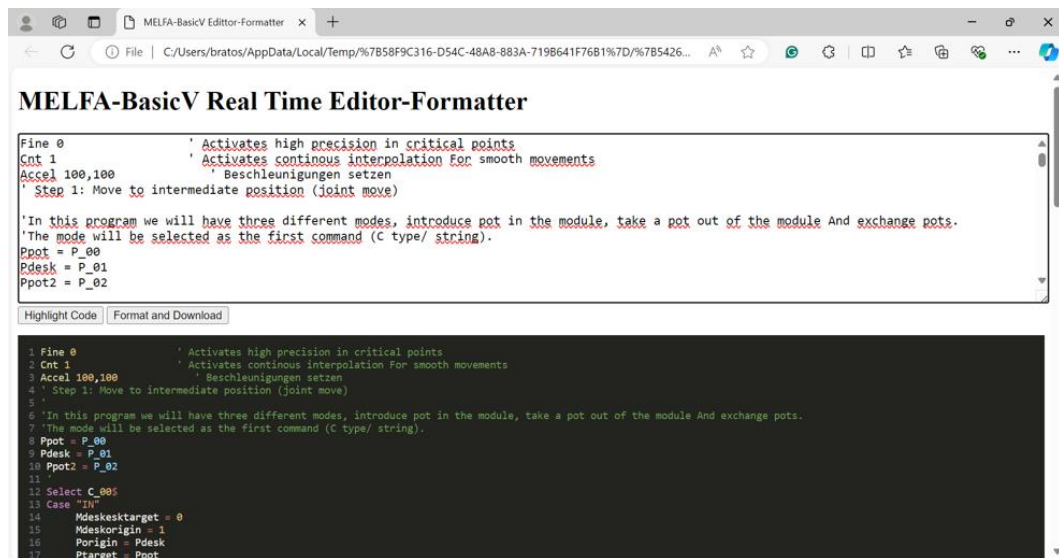 MELFA-BasicV Edittor-Formatter
File | C:/Users/bratos/AppData/Local/Temp/%7B58F9C316-D54C-48A8-883A-719B641F76B1%7D/%7B5426...
MELFA-BasicV Real Time Editor-Formatter
Fine 0 ' Activates high precision in critical points
Cnt 1 ' Activates continous interpolation For smooth movements
Accel 100,100 ' Beschleunigungen setzen
' Step 1: Move to intermediate position (joint move)
'In this program we will have three different modes, introduce pot in the module, take a pot out of the module And exchange pots.
'The mode will be selected as the first command (C type/ string).
Ppot = P_00
Pdesk = P_01
Ppot2 = P_02
Highlight Code Format and Download
1 Fine 0 ' Activates high precision in critical points
2 Cnt 1 ' Activates continous interpolation For smooth movements
3 Accel 100,100 ' Beschleunigungen setzen
4 ' Step 1: Move to intermediate position (joint move)
5 '
6 'In this program we will have three different modes, introduce pot in the module, take a pot out of the module And exchange pots.
7 'The mode will be selected as the first command (C type/ string).
8 Ppot = P_00
9 Pdesk = P_01
10 Ppot2 = P_02
11 '
12 Select C_00$
13 Case "IN"
14 Mdeskesktarget = 0
15 Mdeskorigin = 1
16 Porigin = Pdesk
17 Ptarget = Ppot